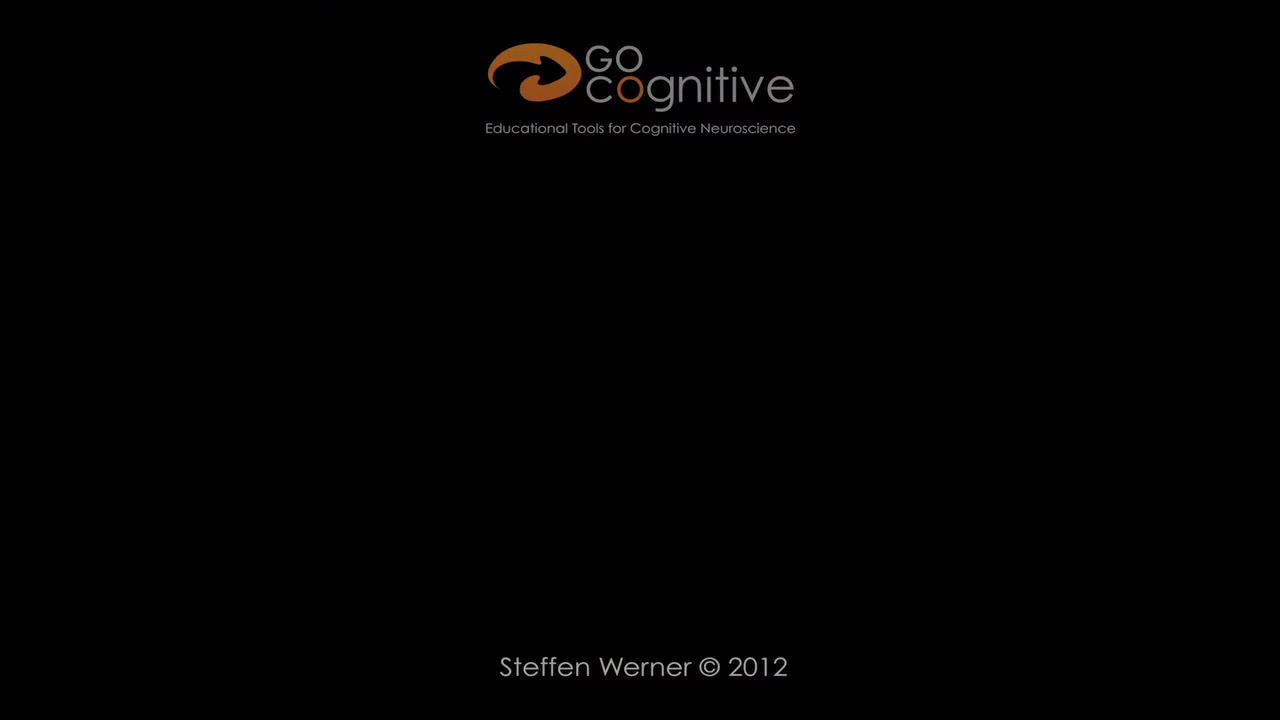 GO
cognitive
Educational Tools for Cognitive Neuroscience
Steffen Werner © 2012